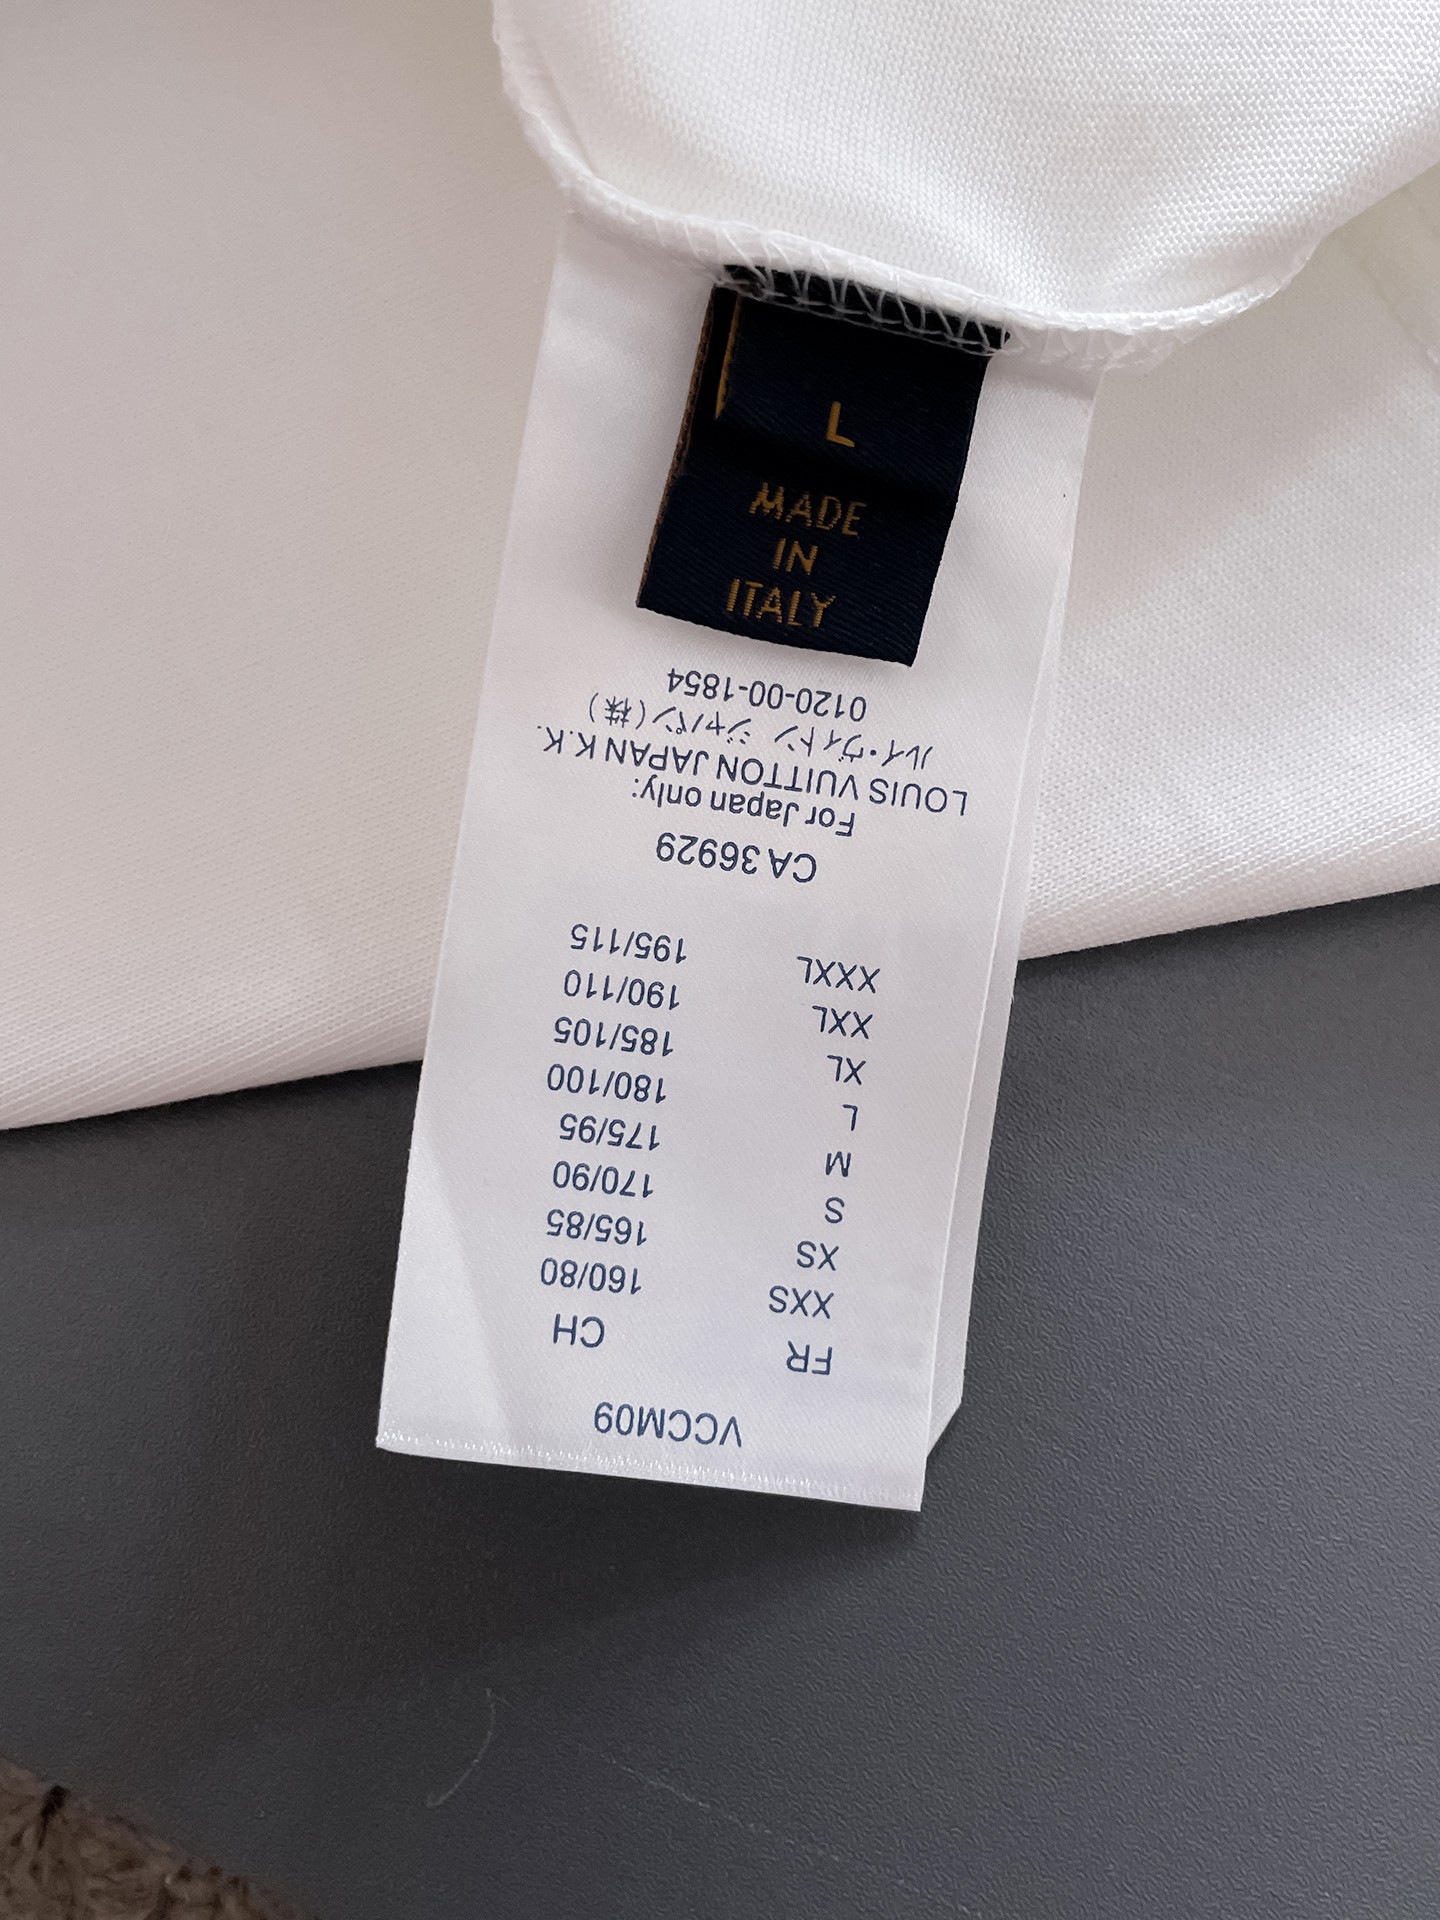 L
MADE
IN
ITALY
VCCM09
FR CH
XXS 160/80
XS 165/85
S 170/90
M 175/95
L 180/100
XL 185/105
XXL 190/110
XXXL 195/115
CA 36929
For Japan only:
LOUIS VUITTON JAPAN K.K.
ルイ・ヴィトン ジャパン(株)
0120-00-1854